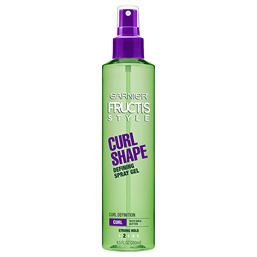 GARNIER
FRUCTIS
STYLE
CURL
SHAPE
DEFINING
SPRAY GEL
CURL DEFINITION
CURL
STRONG HOLD
2